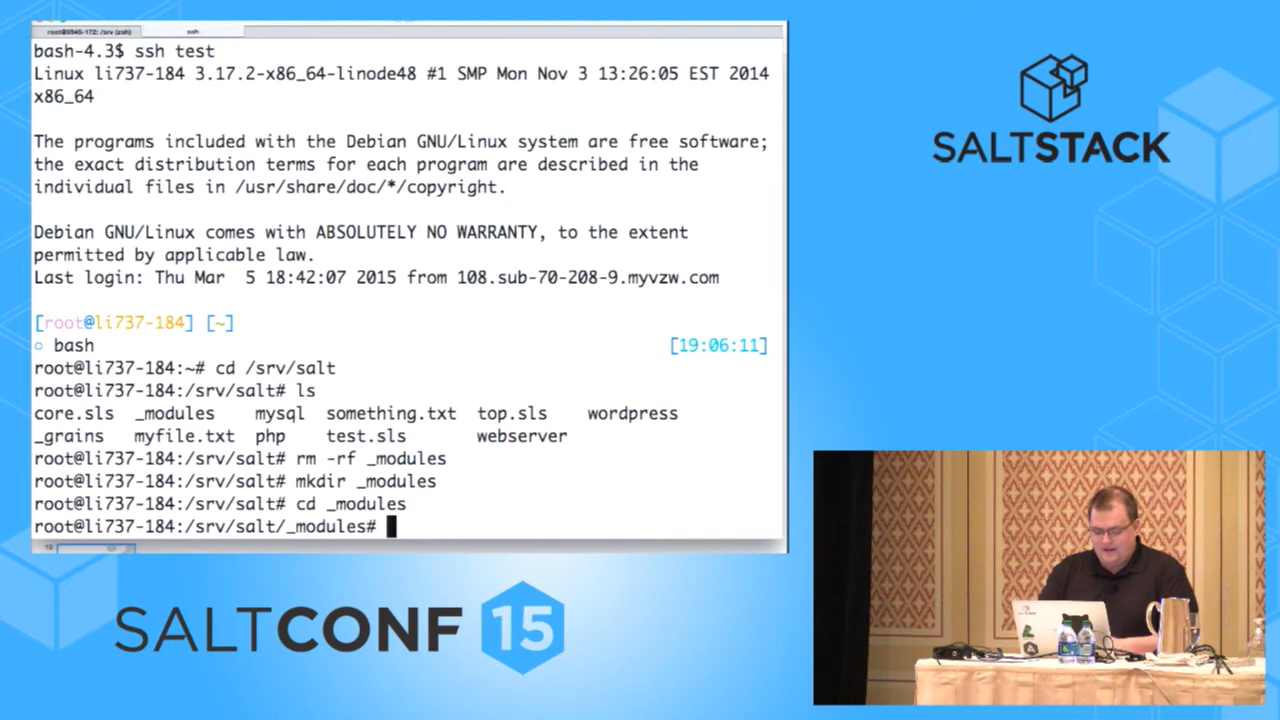 root@8945-172: /srv (zsh)
ssh
bash-4.3$ ssh test
Linux li737-184 3.17.2-x86_64-linode48 #1 SMP Mon Nov 3 13:26:05 EST 2014
x86_64
The programs included with the Debian GNU/Linux system are free software;
the exact distribution terms for each program are described in the
individual files in /usr/share/doc/*/copyright.
Debian GNU/Linux comes with ABSOLUTELY NO WARRANTY, to the extent
permitted by applicable law.
Last login: Thu Mar  5 18:42:07 2015 from 108.sub-70-208-9.myvzw.com
[root@li737-184] [~]
○ bash [19:06:11]
root@li737-184:~# cd /srv/salt
root@li737-184:/srv/salt# ls
core.sls  _modules    mysql  something.txt  top.sls    wordpress
_grains   myfile.txt  php    test.sls       webserver
root@li737-184:/srv/salt# rm -rf _modules
root@li737-184:/srv/salt# mkdir _modules
root@li737-184:/srv/salt# cd _modules
root@li737-184:/srv/salt/_modules#
SALTSTACK
SALTCONF 15